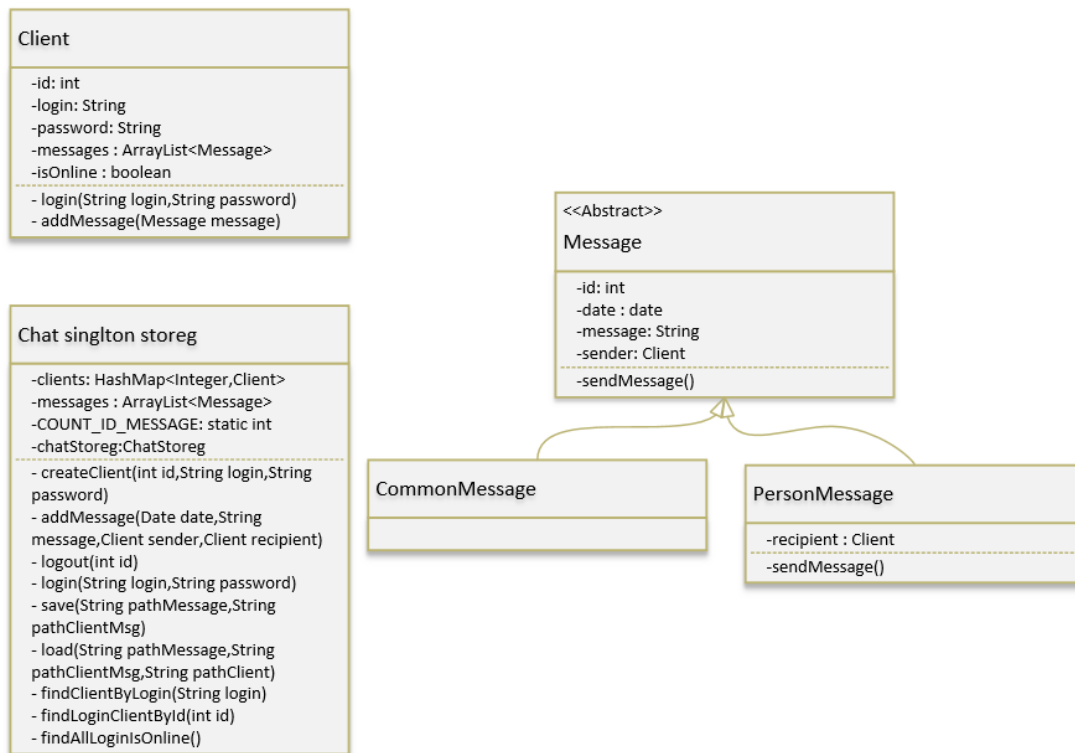 Client
-id: int
-login: String
-password: String
-messages : ArrayList<Message>
-isOnline : boolean
- login(String login,String password)
- addMessage(Message message)
Chat singlton storeg
-clients: HashMap<Integer,Client>
-messages : ArrayList<Message>
-COUNT_ID_MESSAGE: static int
-chatStoreg:ChatStoreg
- createClient(int id,String login,String
password)
- addMessage(Date date,String
message,Client sender,Client recipient)
- logout(int id)
- login(String login,String password)
- save(String pathMessage,String
pathClientMsg)
- load(String pathMessage,String
pathClientMsg,String pathClient)
- findClientByLogin(String login)
- findLoginClientById(int id)
- findAllLoginIsOnline()
<<Abstract>>
Message
-id: int
-date : date
-message: String
-sender: Client
-sendMessage()
CommonMessage
PersonMessage
-recipient : Client
-sendMessage()